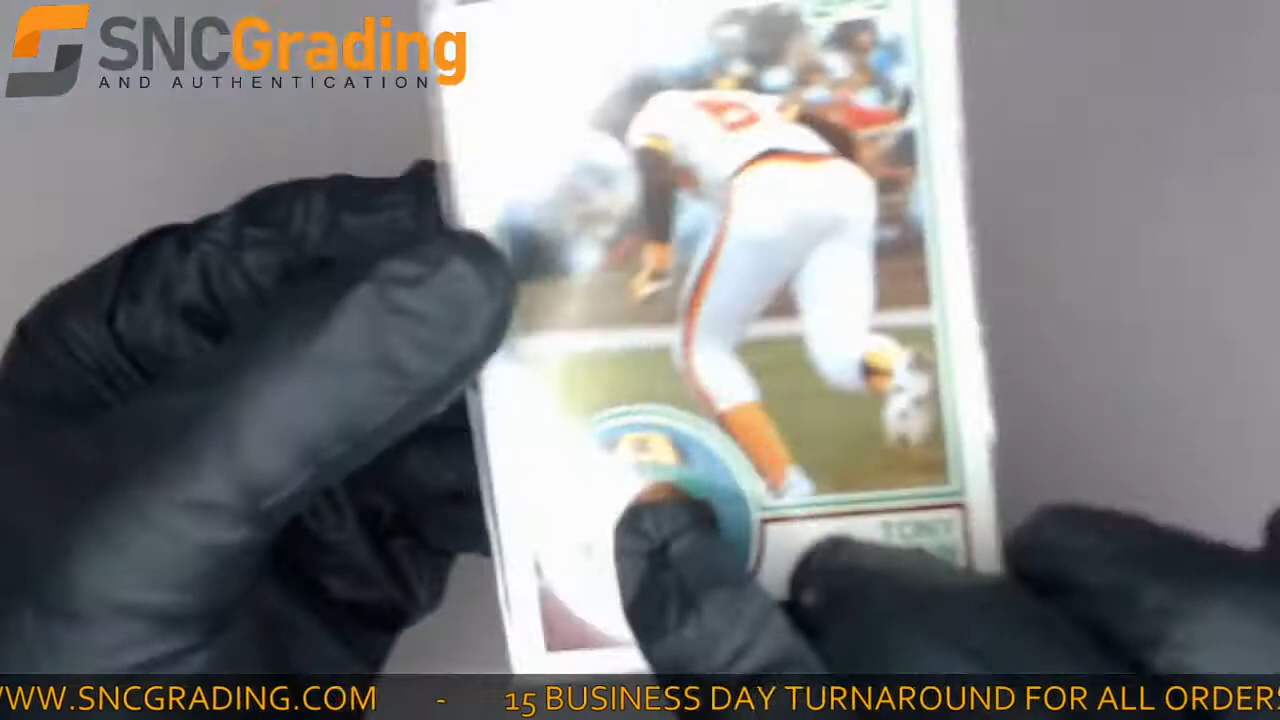 SNCGrading
AND AUTHENTICATION
TONY
WWW.SNCGRADING.COM - 15 BUSINESS DAY TURNAROUND FOR ALL ORDERS